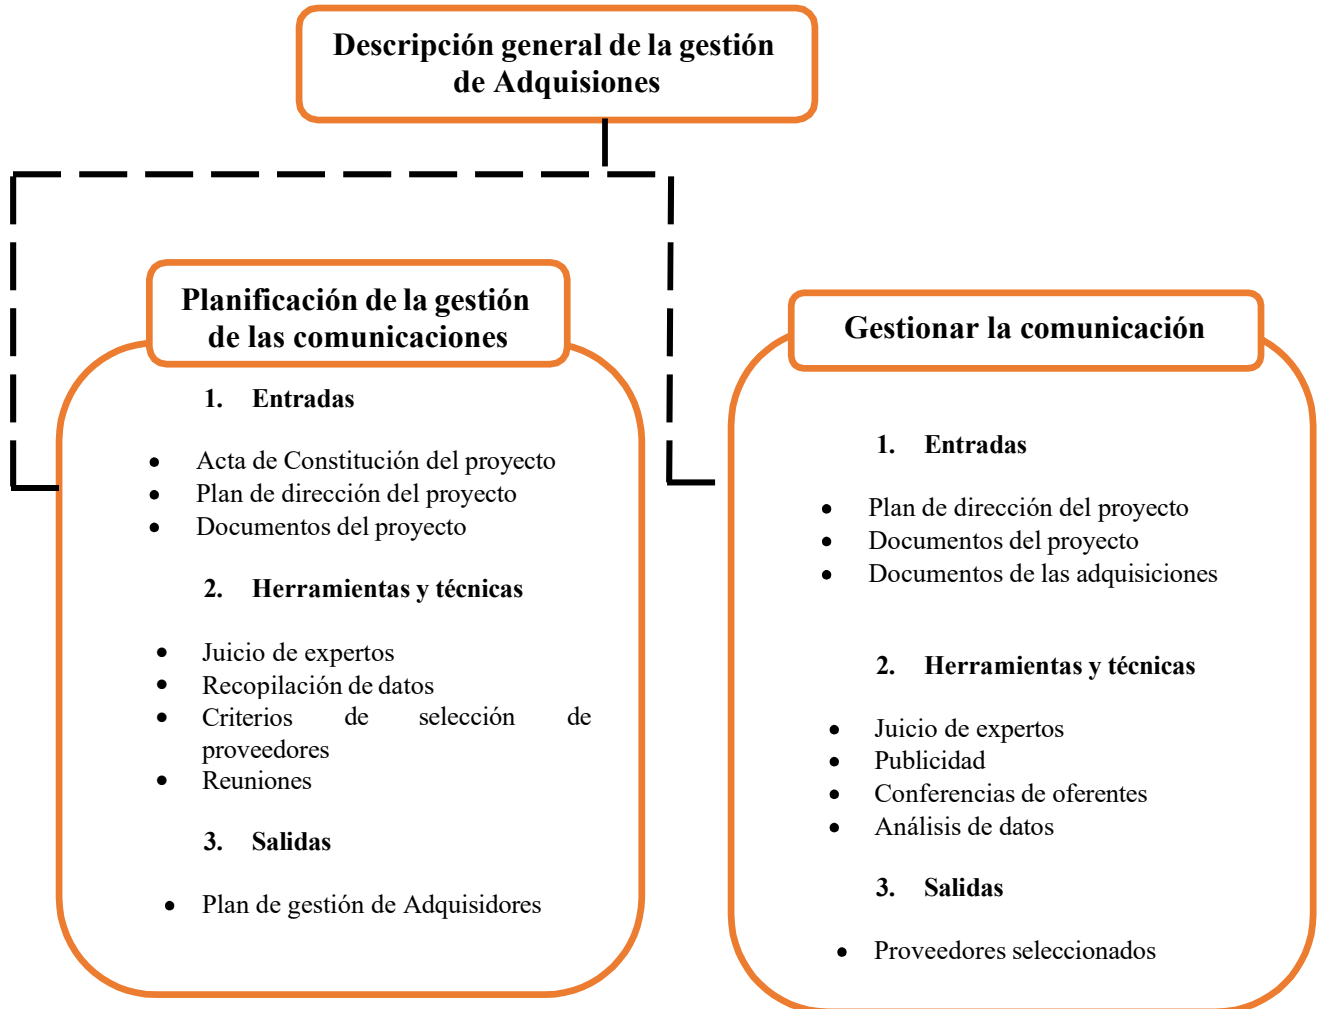 Descripción general de la gestión
de Adquisiones
Planificación de la gestión
de las comunicaciones
1. Entradas
• Acta de Constitución del proyecto
• Plan de dirección del proyecto
• Documentos del proyecto
2. Herramientas y técnicas
• Juicio de expertos
• Recopilación de datos
• Criterios de selección de
proveedores
• Reuniones
3. Salidas
• Plan de gestión de Adquisidores
Gestionar la comunicación
1. Entradas
• Plan de dirección del proyecto
• Documentos del proyecto
• Documentos de las adquisiciones
2. Herramientas y técnicas
• Juicio de expertos
• Publicidad
• Conferencias de oferentes
• Análisis de datos
3. Salidas
• Proveedores seleccionados